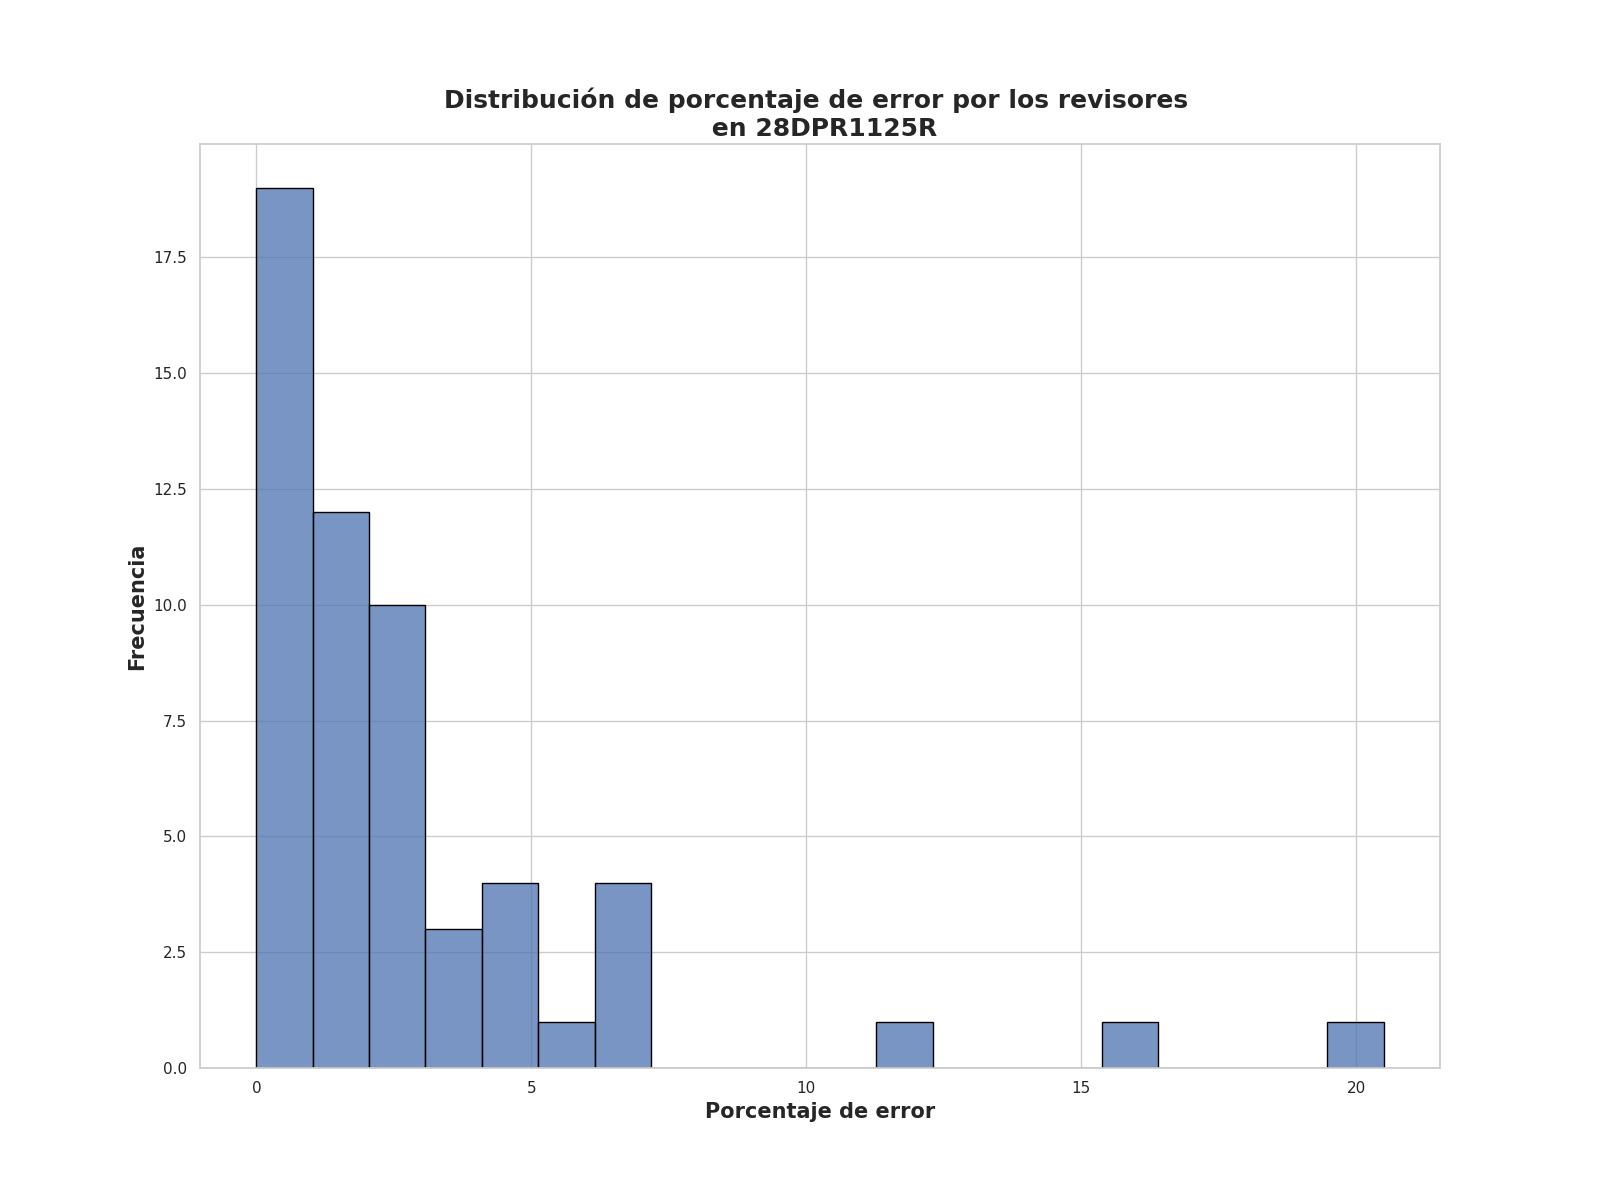 Distribución de porcentaje de error por los revisores
en 28DPR1125R
17.5
15.0
12.5
10.0
7.5
5.0
2.5
0.0
Frecuencia
0 5 10 15 20
Porcentaje de error